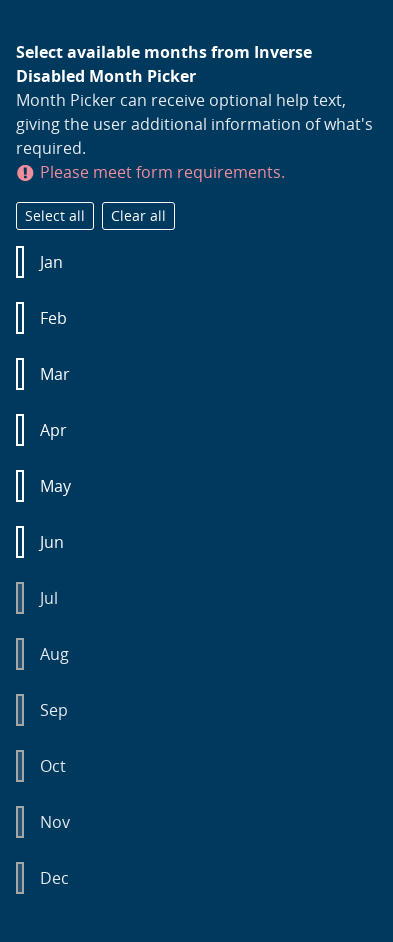 Select available months from Inverse
Disabled Month Picker
Month Picker can receive optional help text,
giving the user additional information of what's
required.
Please meet form requirements.
Select all
Clear all
Jan
Feb
Mar
Apr
May
Jun
Jul
Aug
Sep
Oct
Nov
Dec